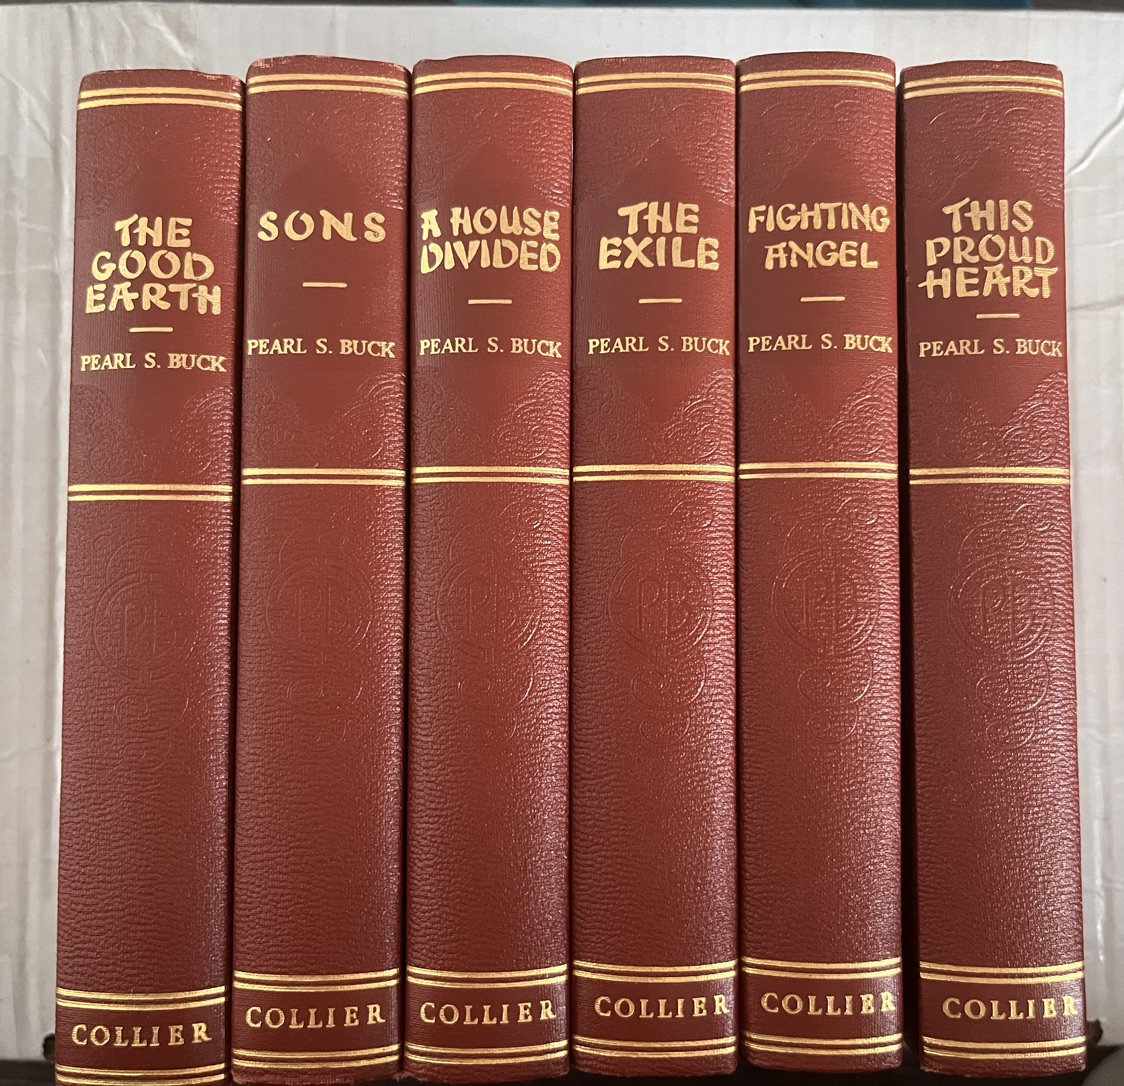 THE
GOOD
EARTH
PEARL S. BUCK
COLLIER
SONS
PEARL S. BUCK
COLLIER
A HOUSE
DIVIDED
PEARL S. BUCK
COLLIER
THE
EXILE
PEARL S. BUCK
COLLIER
FIGHTING
ANGEL
PEARL S. BUCK
COLLIER
THIS
PROUD
HEART
PEARL S. BUCK
COLLIER